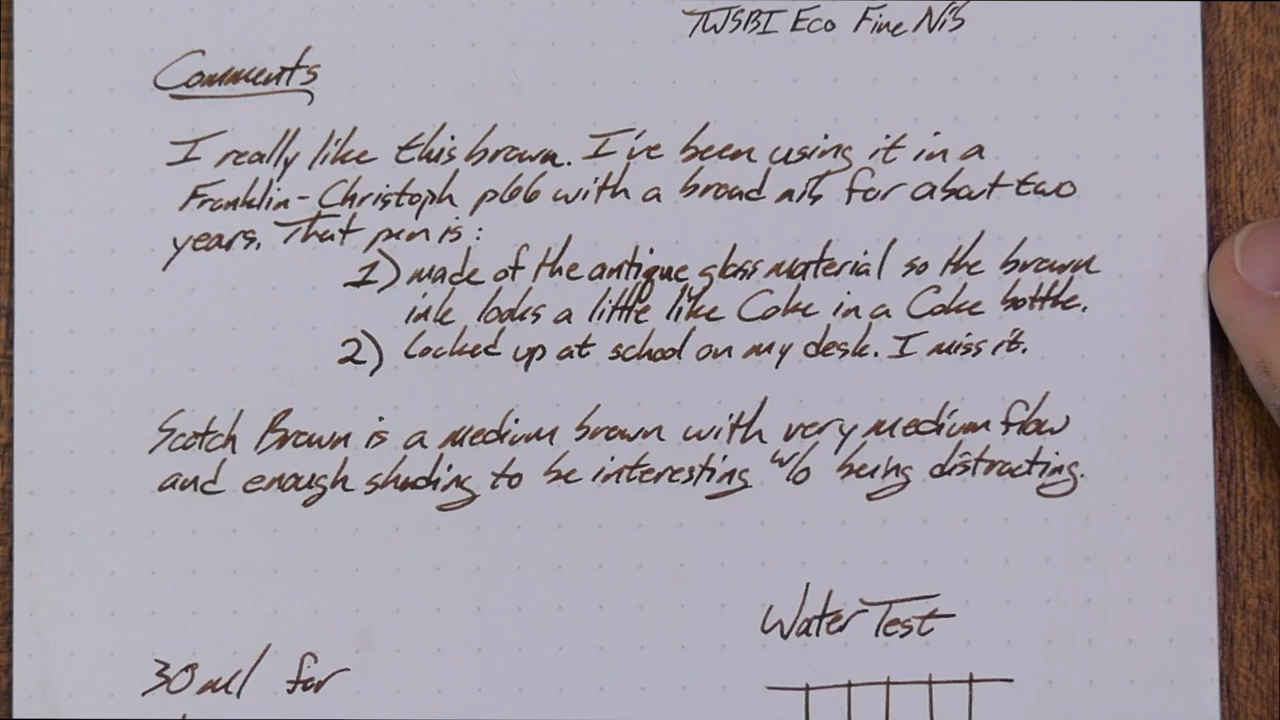 TWSBI Eco Fine Nib
Comments
I really like this brown. I've been using it in a
Franklin-Christoph p66 with a broad nib for about two
years. That pen is:
1) made of the antique glass material so the brown
ink looks a little like Coke in a Coke bottle.
2) Locked up at school on my desk. I miss it.
Scotch Brown is a medium brown with very medium flow
and enough shading to be interesting w/o being distracting.
Water Test
30 ml for